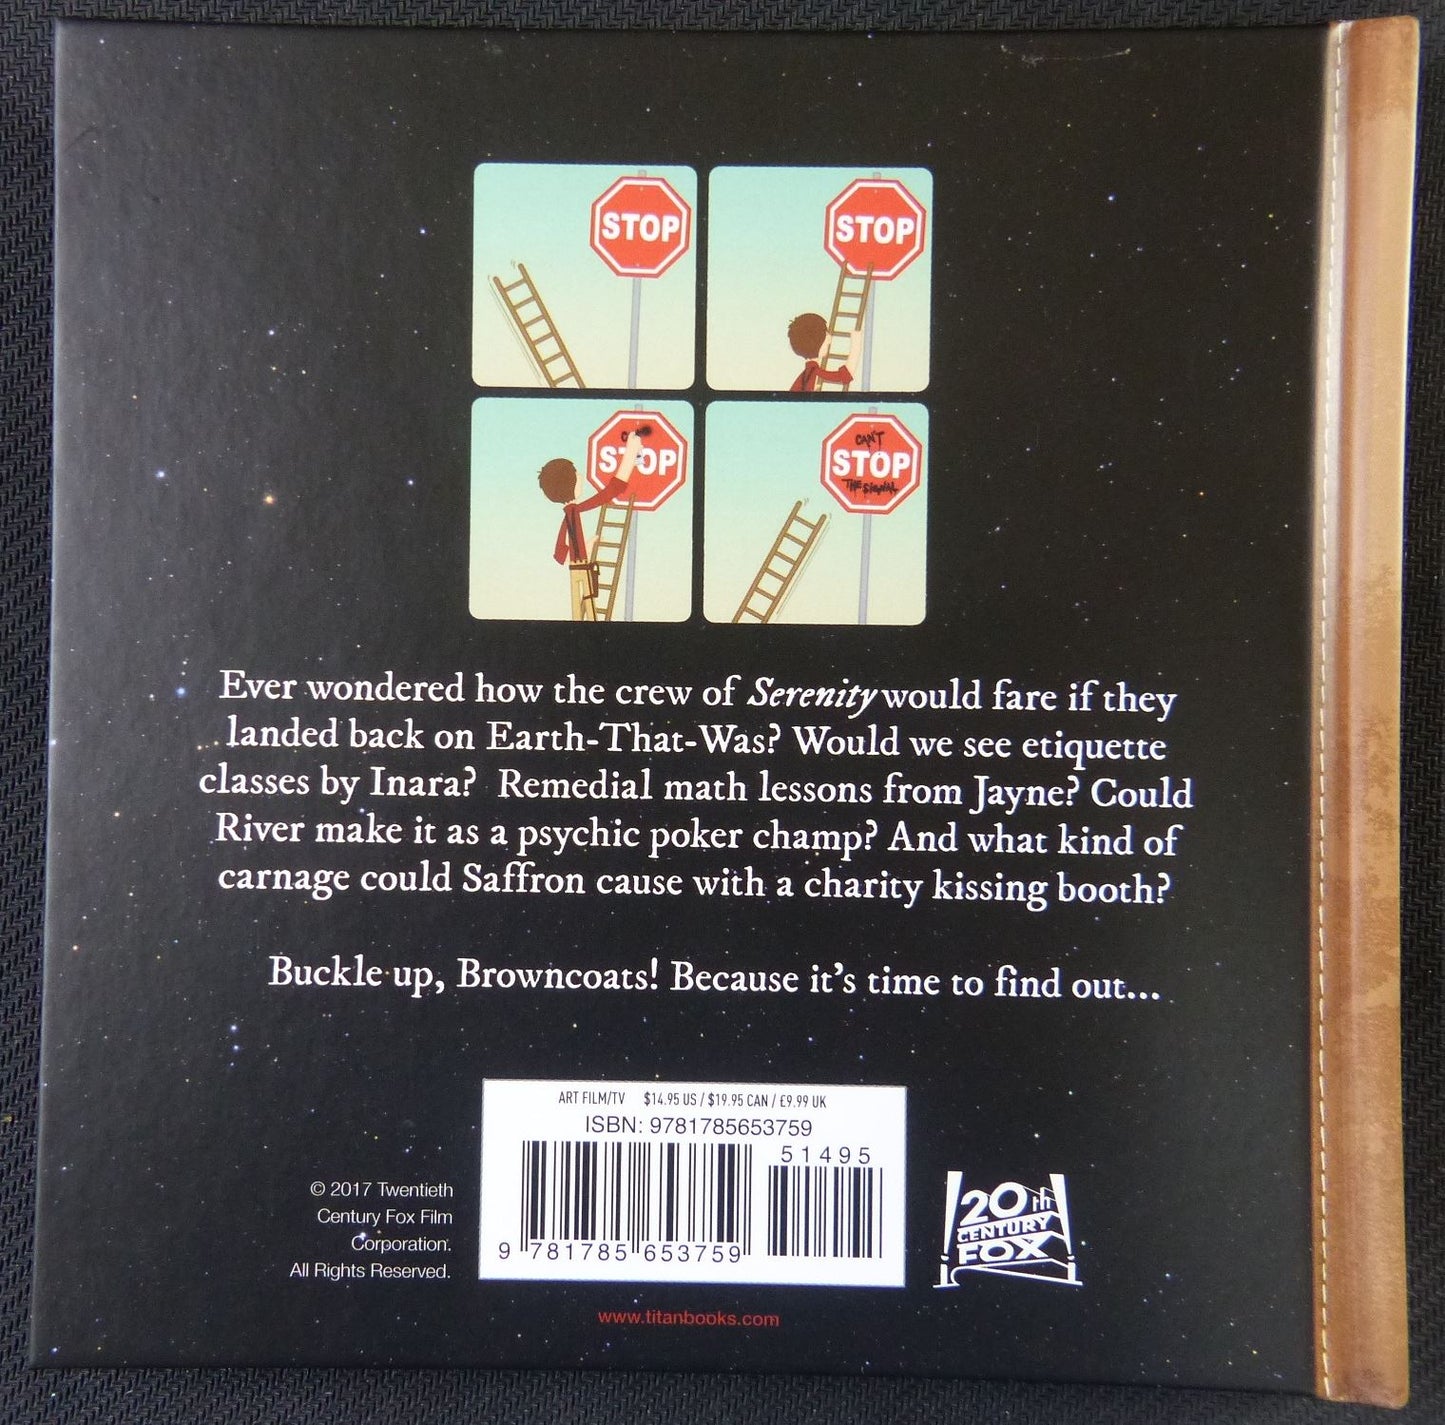 STOP
STOP
STOP
CAN'T
STOP
THE SIGNAL
Ever wondered how the crew of Serenity would fare if they
landed back on Earth-That-Was? Would we see etiquette
classes by Inara? Remedial math lessons from Jayne? Could
River make it as a psychic poker champ? And what kind of
carnage could Saffron cause with a charity kissing booth?
Buckle up, Browncoats! Because it's time to find out...
ART FILM/TV $14.95 US / $19.95 CAN / £9.99 UK
ISBN: 9781785653759
51495
9 781785 653759
© 2017 Twentieth
Century Fox Film
Corporation.
All Rights Reserved.
20th
CENTURY
FOX
www.titanbooks.com